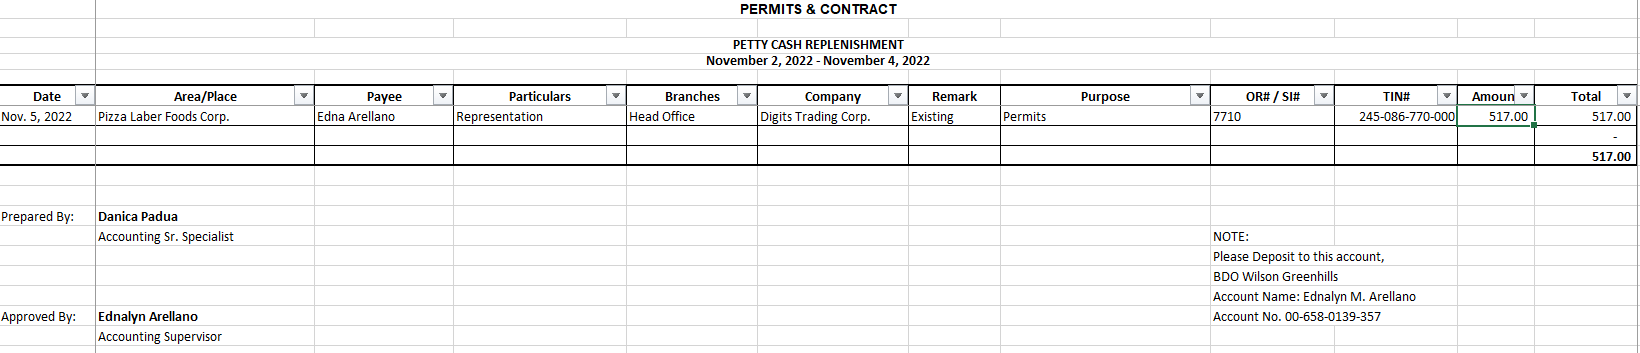 PERMITS & CONTRACT
PETTY CASH REPLENISHMENT
November 2, 2022 - November 4, 2022
Date Area/Place Payee Particulars Branches Company Remark Purpose OR# / SI# TIN# Amoun Total
Nov. 5, 2022 Pizza Laber Foods Corp. Edna Arellano Representation Head Office Digits Trading Corp. Existing Permits 7710 245-086-770-000 517.00 517.00
-
517.00
Prepared By: Danica Padua
Accounting Sr. Specialist NOTE:
Please Deposit to this account,
BDO Wilson Greenhills
Account Name: Ednalyn M. Arellano
Approved By: Ednalyn Arellano Account No. 00-658-0139-357
Accounting Supervisor